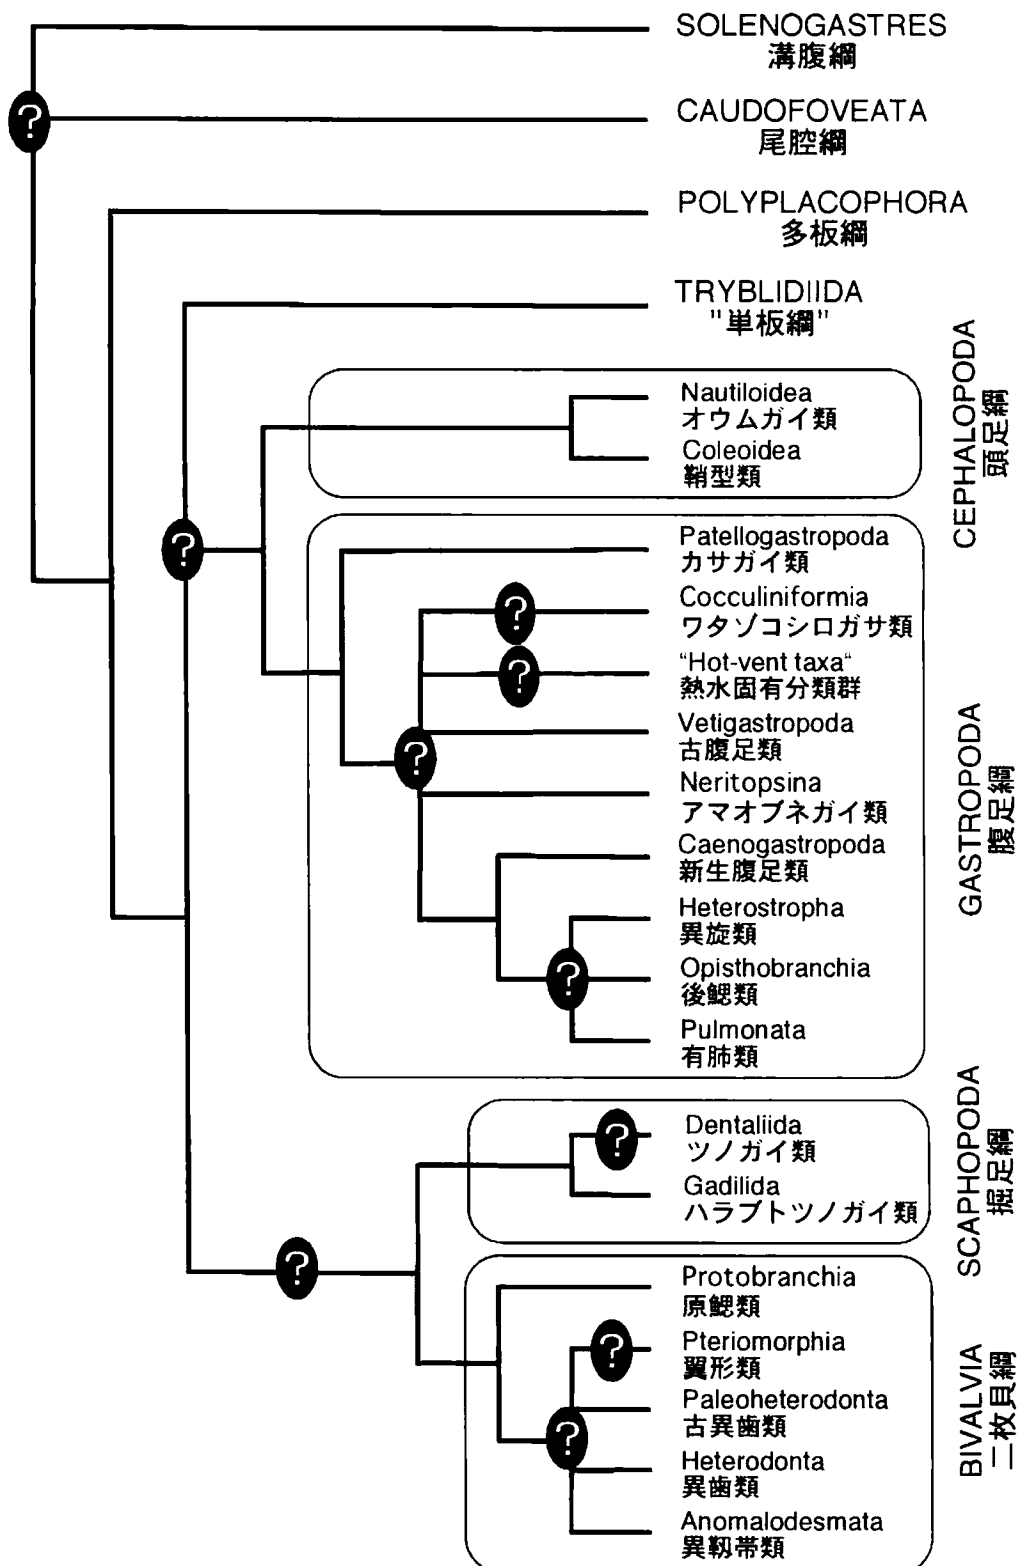 SOLENOGASTRES
溝腹綱
?
CAUDOFOVEATA
尾腔綱
POLYPLACOPHORA
多板綱
TRYBLIDIIDA
"単板綱"
CEPHALOPODA
頭足綱
Nautiloidea
オウムガイ類
Coleoidea
鞘型類
?
GASTROPODA
腹足綱
Patellogastropoda
カサガイ類
?
Cocculiniformia
ワタゾコシロガサ類
?
"Hot-vent taxa"
熱水固有分類群
?
Vetigastropoda
古腹足類
Neritopsina
アマオブネガイ類
Caenogastropoda
新生腹足類
Heterostropha
異旋類
?
Opisthobranchia
後鰓類
Pulmonata
有肺類
SCAPHOPODA
掘足綱
?
Dentaliida
ツノガイ類
Gadilida
ハラブトツノガイ類
?
BIVALVIA
二枚貝綱
Protobranchia
原鰓類
?
Pteriomorphia
翼形類
Paleoheterodonta
古異歯類
?
Heterodonta
異歯類
Anomalodesmata
異靱帯類